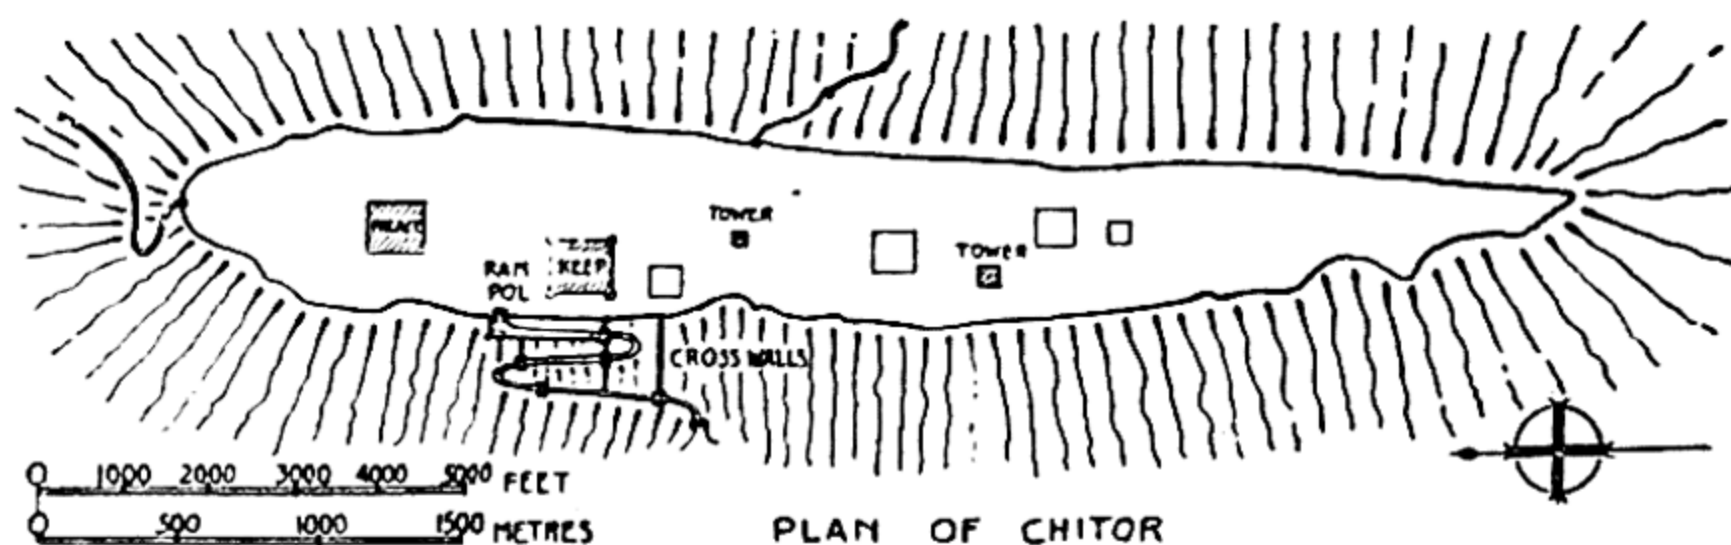 TOWER
PALACE
TOWER
RAM
POL
KEEP
CROSS WALLS
0 1000 2000 3000 4000 5000 FEET
0 500 1000 1500 METRES
PLAN OF CHITOR